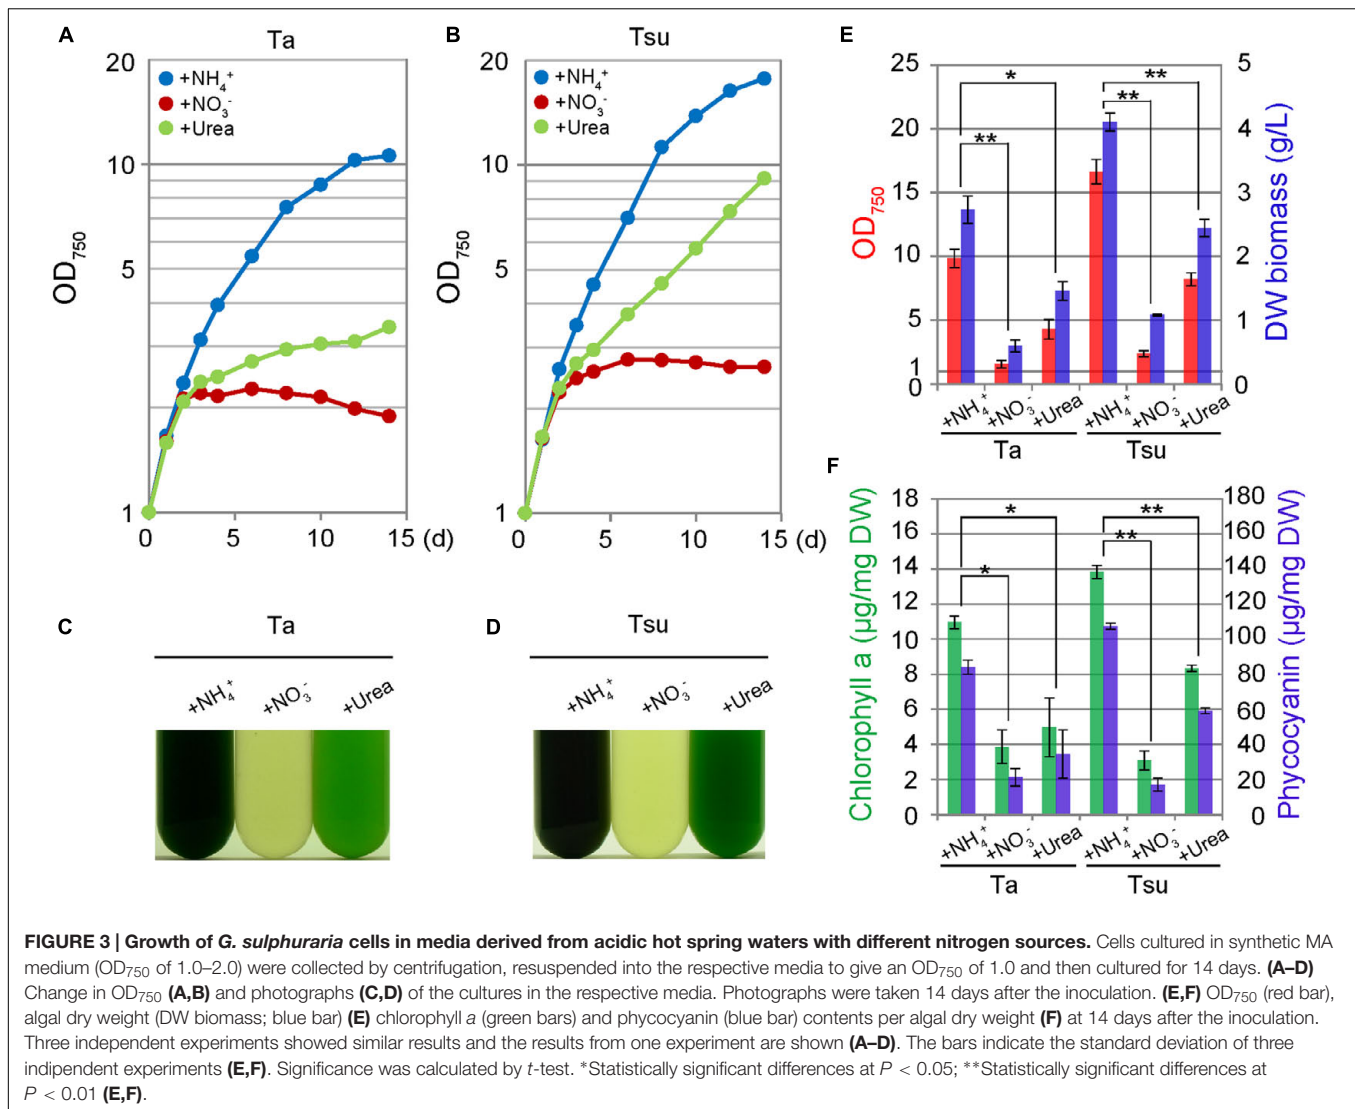 A
Ta
20
+NH₄⁺
+NO₃⁻
+Urea
10
OD₇₅₀
5
1
0 5 10 15 (d)
B
Tsu
20
+NH₄⁺
+NO₃⁻
+Urea
10
OD₇₅₀
5
1
0 5 10 15 (d)
C
Ta
+NH₄⁺ +NO₃⁻ +Urea
D
Tsu
+NH₄⁺ +NO₃⁻ +Urea
E
25 5
20 4
15 3
10 2
5 1
1
0 0
OD₇₅₀
DW biomass (g/L)
* **
** **
+NH₄⁺ +NO₃⁻ +Urea +NH₄⁺ +NO₃⁻ +Urea
Ta Tsu
F
18 180
16 160
14 140
12 120
10 100
8 80
6 60
4 40
2 20
0 0
Chlorophyll a (µg/mg DW)
Phycocyanin (µg/mg DW)
* **
* **
+NH₄⁺ +NO₃⁻ +Urea +NH₄⁺ +NO₃⁻ +Urea
Ta Tsu
FIGURE 3 | Growth of G. sulphuraria cells in media derived from acidic hot spring waters with different nitrogen sources. Cells cultured in synthetic MA
medium (OD₇₅₀ of 1.0–2.0) were collected by centrifugation, resuspended into the respective media to give an OD₇₅₀ of 1.0 and then cultured for 14 days. (A–D)
Change in OD₇₅₀ (A,B) and photographs (C,D) of the cultures in the respective media. Photographs were taken 14 days after the inoculation. (E,F) OD₇₅₀ (red bar),
algal dry weight (DW biomass; blue bar) (E) chlorophyll a (green bars) and phycocyanin (blue bar) contents per algal dry weight (F) at 14 days after the inoculation.
Three independent experiments showed similar results and the results from one experiment are shown (A–D). The bars indicate the standard deviation of three
indipendent experiments (E,F). Significance was calculated by t-test. *Statistically significant differences at P < 0.05; **Statistically significant differences at
P < 0.01 (E,F).